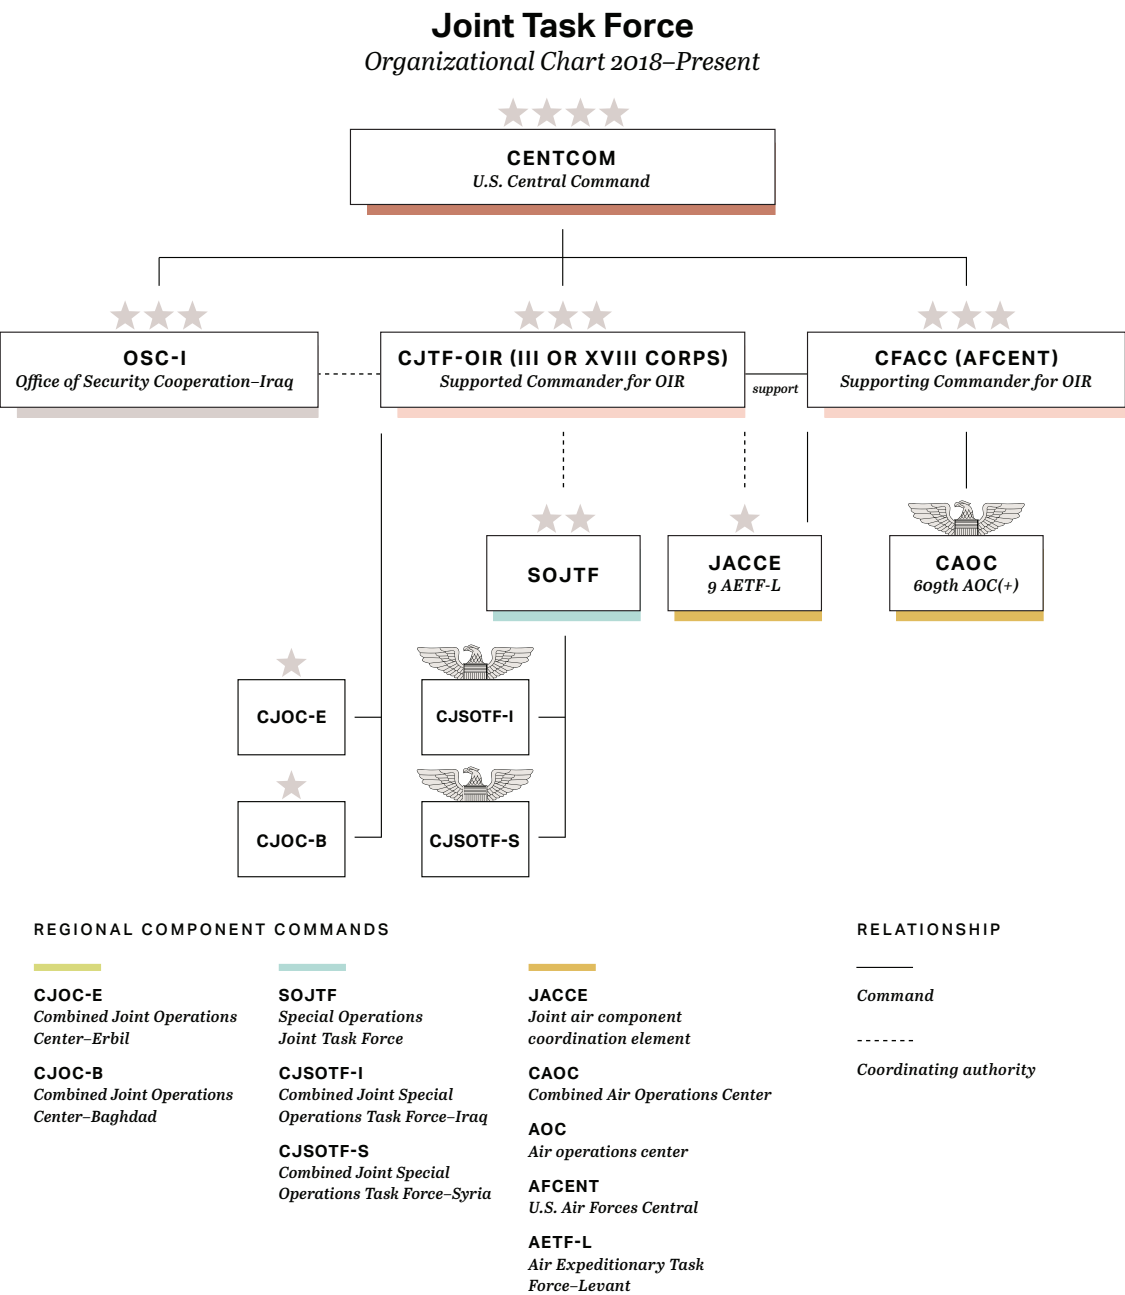 Joint Task Force
Organizational Chart 2018–Present
CENTCOM
U.S. Central Command
OSC-I
Office of Security Cooperation–Iraq
CJTF-OIR (III OR XVIII CORPS)
Supported Commander for OIR
support
CFACC (AFCENT)
Supporting Commander for OIR
SOJTF
JACCE
9 AETF-L
CAOC
609th AOC(+)
CJOC-E
CJSOTF-I
CJOC-B
CJSOTF-S
REGIONAL COMPONENT COMMANDS
CJOC-E
Combined Joint Operations
Center–Erbil
CJOC-B
Combined Joint Operations
Center–Baghdad
SOJTF
Special Operations
Joint Task Force
CJSOTF-I
Combined Joint Special
Operations Task Force–Iraq
CJSOTF-S
Combined Joint Special
Operations Task Force–Syria
JACCE
Joint air component
coordination element
CAOC
Combined Air Operations Center
AOC
Air operations center
AFCENT
U.S. Air Forces Central
AETF-L
Air Expeditionary Task
Force–Levant
RELATIONSHIP
Command
Coordinating authority